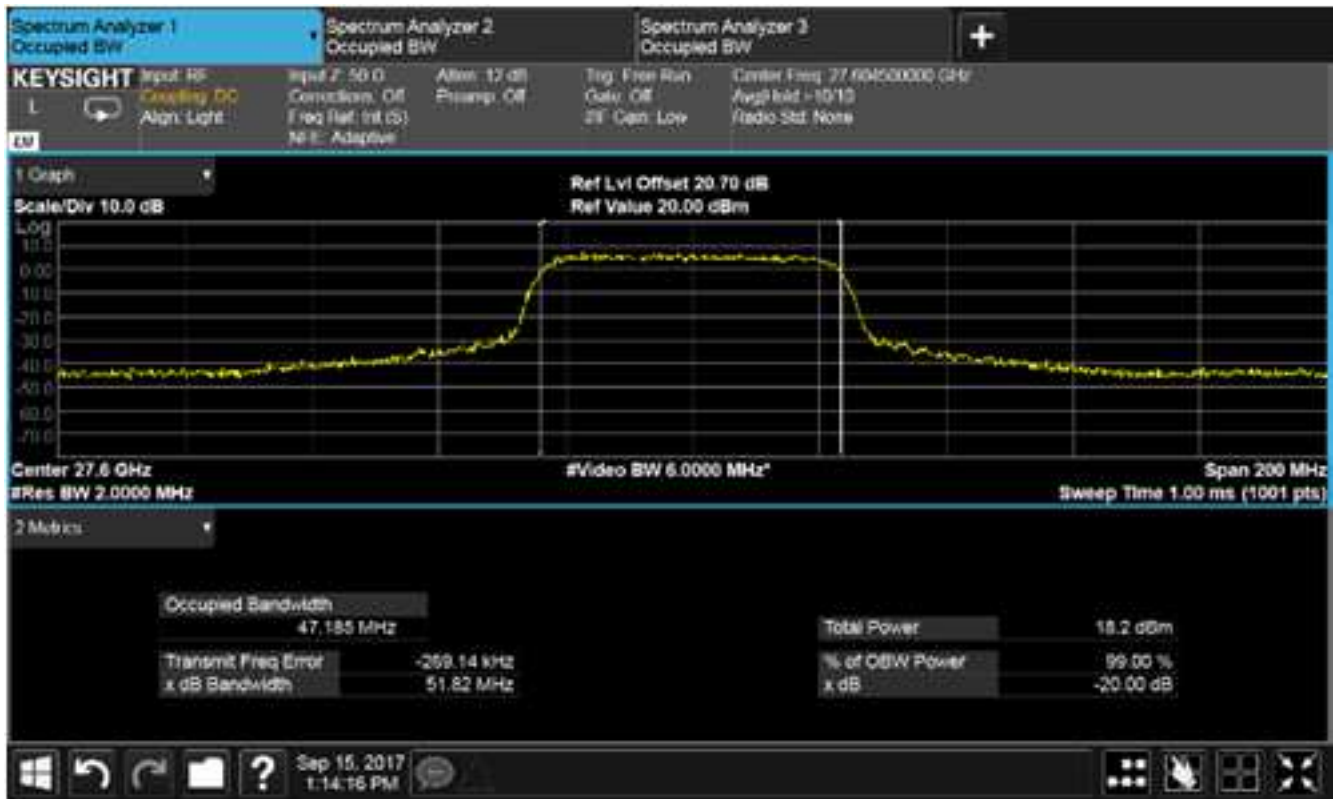 Spectrum Analyzer 1
Occupied BW
Spectrum Analyzer 2
Occupied BW
Spectrum Analyzer 3
Occupied BW
+
KEYSIGHT
L
Input: RF
Coupling: DC
Align: Light
Input Z: 50 Ω
Corrections: Off
Freq Ref: Int (S)
NFE: Adaptive
Atten: 12 dB
Preamp: Off
Trig: Free Run
Gate: Off
#IF Gain: Low
Center Freq: 27.604500000 GHz
Avg|Hold: >10/10
Radio Std: None
1 Graph
Scale/Div 10.0 dB
Ref Lvl Offset 20.70 dB
Ref Value 20.00 dBm
Log
10.0
0.00
-10.0
-20.0
-30.0
-40.0
-50.0
-60.0
-70.0
Center 27.6 GHz
#Res BW 2.0000 MHz
#Video BW 6.0000 MHz*
Span 200 MHz
Sweep Time 1.00 ms (1001 pts)
2 Metrics
Occupied Bandwidth
47.185 MHz
Transmit Freq Error -269.14 kHz
x dB Bandwidth 51.82 MHz
Total Power 18.2 dBm
% of OBW Power 99.00 %
x dB -20.00 dB
?
Sep 15, 2017
1:14:16 PM